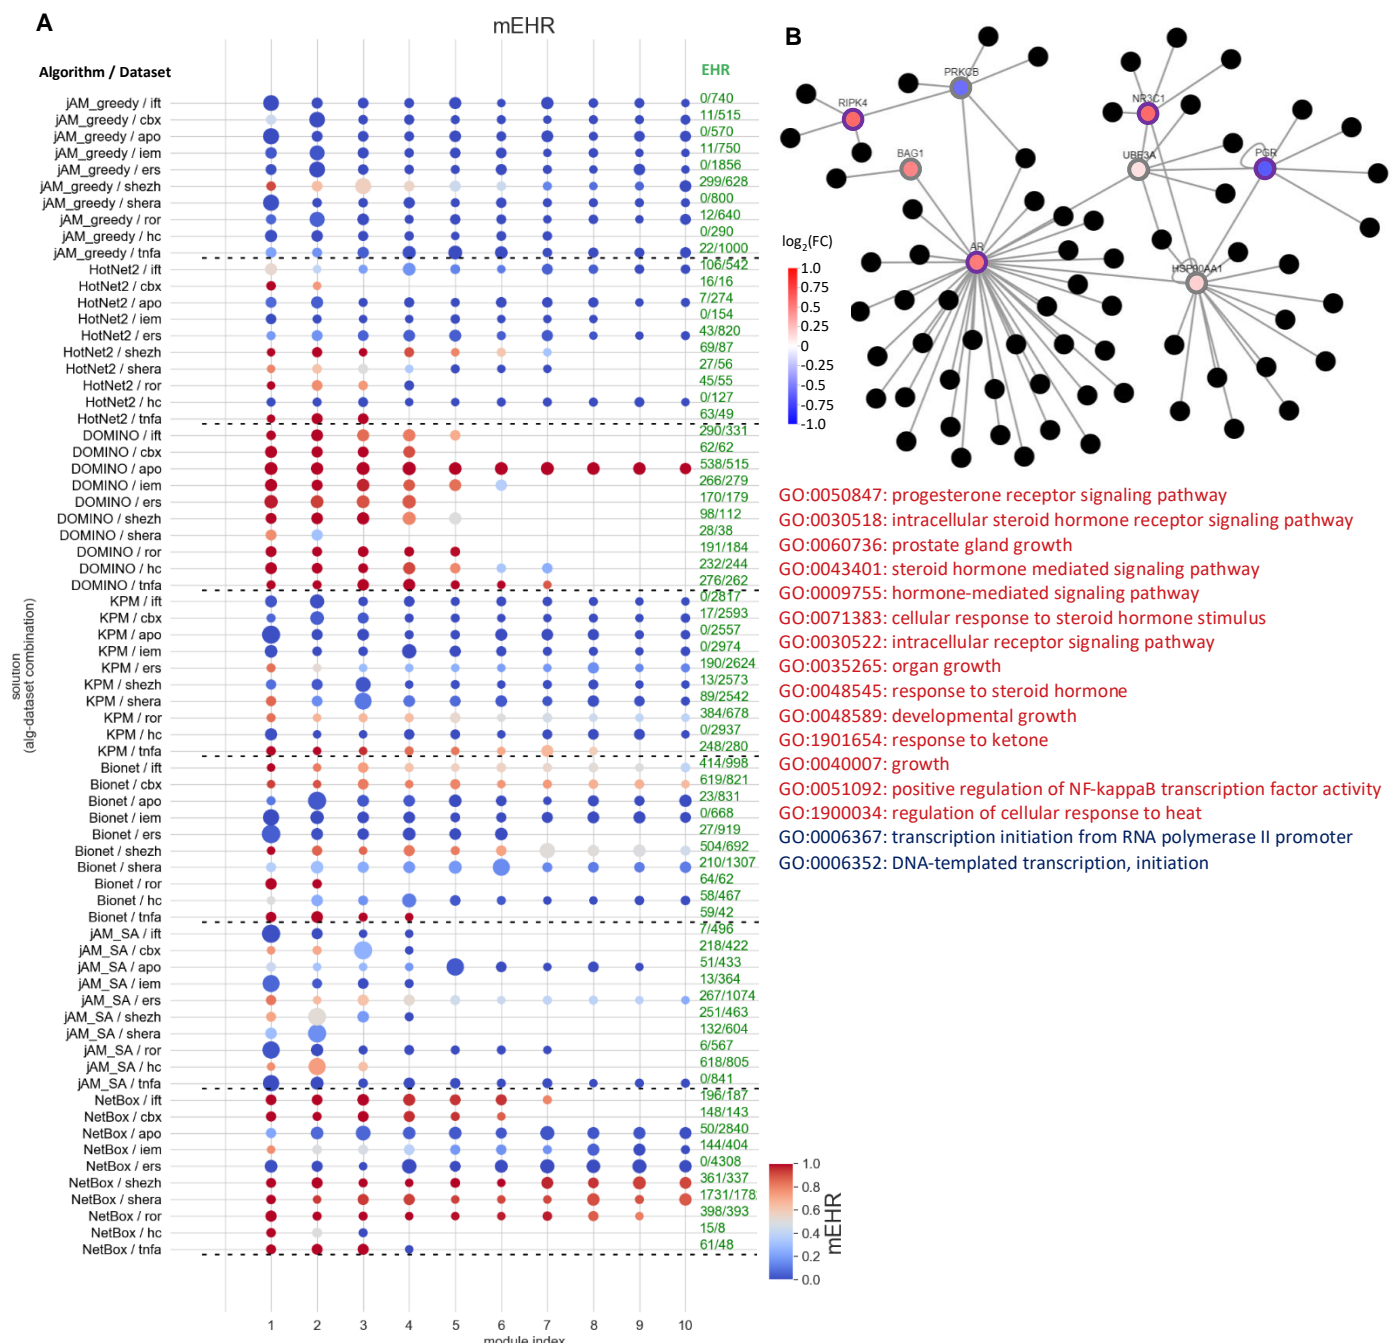 A
mEHR
Algorithm / Dataset
EHR
jAM_greedy / ift 0/740
jAM_greedy / cbx 11/515
jAM_greedy / apo 0/570
jAM_greedy / iem 11/750
jAM_greedy / ers 0/1856
jAM_greedy / shezh 299/628
jAM_greedy / shera 0/800
jAM_greedy / ror 12/640
jAM_greedy / hc 0/290
jAM_greedy / tnfa 22/1000
HotNet2 / ift 106/542
HotNet2 / cbx 16/16
HotNet2 / apo 7/274
HotNet2 / iem 0/154
HotNet2 / ers 43/820
HotNet2 / shezh 69/87
HotNet2 / shera 27/56
HotNet2 / ror 45/55
HotNet2 / hc 0/127
HotNet2 / tnfa 63/49
DOMINO / ift 290/331
DOMINO / cbx 62/62
DOMINO / apo 538/515
DOMINO / iem 266/279
DOMINO / ers 170/179
DOMINO / shezh 98/112
DOMINO / shera 28/38
DOMINO / ror 191/184
DOMINO / hc 232/244
DOMINO / tnfa 276/262
KPM / ift 0/2817
KPM / cbx 17/2593
KPM / apo 0/2557
KPM / iem 0/2974
KPM / ers 190/2624
KPM / shezh 13/2573
KPM / shera 89/2542
KPM / ror 384/678
KPM / hc 0/2937
KPM / tnfa 248/280
Bionet / ift 414/998
Bionet / cbx 619/821
Bionet / apo 23/831
Bionet / iem 0/668
Bionet / ers 27/919
Bionet / shezh 504/692
Bionet / shera 210/1307
Bionet / ror 64/62
Bionet / hc 58/467
Bionet / tnfa 59/42
jAM_SA / ift 7/496
jAM_SA / cbx 218/422
jAM_SA / apo 51/433
jAM_SA / iem 13/364
jAM_SA / ers 267/1074
jAM_SA / shezh 251/463
jAM_SA / shera 132/604
jAM_SA / ror 6/567
jAM_SA / hc 618/805
jAM_SA / tnfa 0/841
NetBox / ift 196/187
NetBox / cbx 148/143
NetBox / apo 50/2840
NetBox / iem 144/404
NetBox / ers 0/4308
NetBox / shezh 361/337
NetBox / shera 1731/178
NetBox / ror 398/393
NetBox / hc 15/8
NetBox / tnfa 61/48
solution
(alg-dataset combination)
1 2 3 4 5 6 7 8 9 10
module index
1.0
0.8
0.6
0.4
0.2
0.0
mEHR
B
PRKCB
RIPK4
NR3C1
BAG1
UBE3A
PGR
AR
HSP90AA1
log2(FC)
1.0
0.75
0.5
0.25
0
-0.25
-0.5
-0.75
-1.0
GO:0050847: progesterone receptor signaling pathway
GO:0030518: intracellular steroid hormone receptor signaling pathway
GO:0060736: prostate gland growth
GO:0043401: steroid hormone mediated signaling pathway
GO:0009755: hormone-mediated signaling pathway
GO:0071383: cellular response to steroid hormone stimulus
GO:0030522: intracellular receptor signaling pathway
GO:0035265: organ growth
GO:0048545: response to steroid hormone
GO:0048589: developmental growth
GO:1901654: response to ketone
GO:0040007: growth
GO:0051092: positive regulation of NF-kappaB transcription factor activity
GO:1900034: regulation of cellular response to heat
GO:0006367: transcription initiation from RNA polymerase II promoter
GO:0006352: DNA-templated transcription, initiation